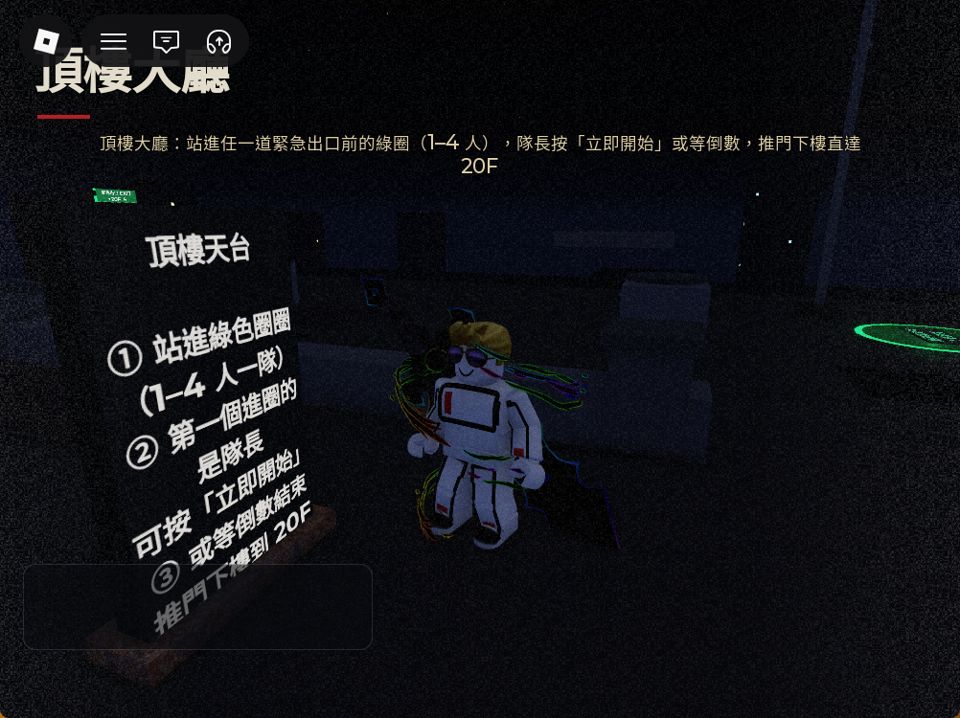 頂樓大廳
頂樓大廳：站進任一道緊急出口前的綠圈（1–4 人），隊長按「立即開始」或等倒數，推門下樓直達
20F
頂樓天台
① 站進綠色圈圈
（1–4 人一隊）
② 第一個進圈的
是隊長
可按「立即開始」
或等倒數結束
③ 推門下樓到 20F